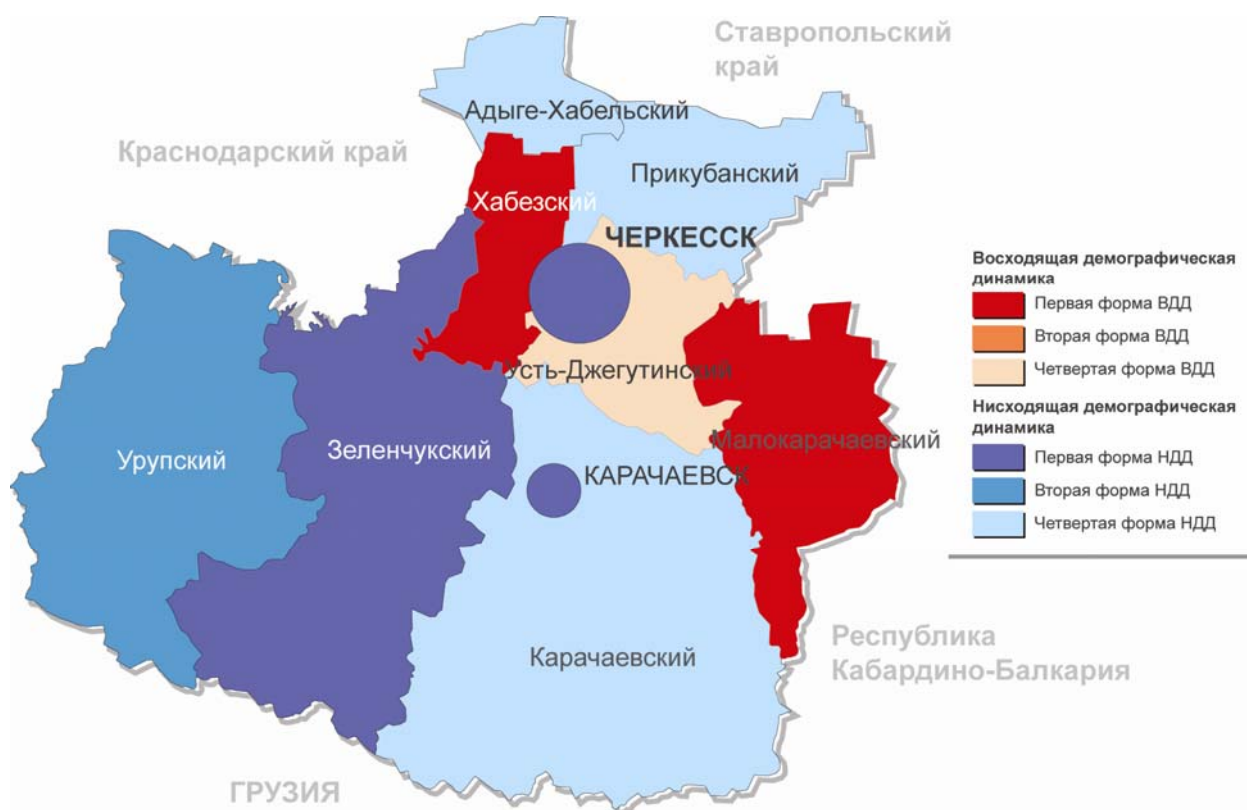 Ставропольский
край
Адыге-Хабельский
Краснодарский край
Прикубанский
Хабезский
ЧЕРКЕССК
Усть-Джегутинский
Малокарачаевский
Урупский
Зеленчукский
КАРАЧАЕВСК
Карачаевский
Республика
Кабардино-Балкария
ГРУЗИЯ
Восходящая демографическая
динамика
Первая форма ВДД
Вторая форма ВДД
Четвертая форма ВДД
Нисходящая демографическая
динамика
Первая форма НДД
Вторая форма НДД
Четвертая форма НДД